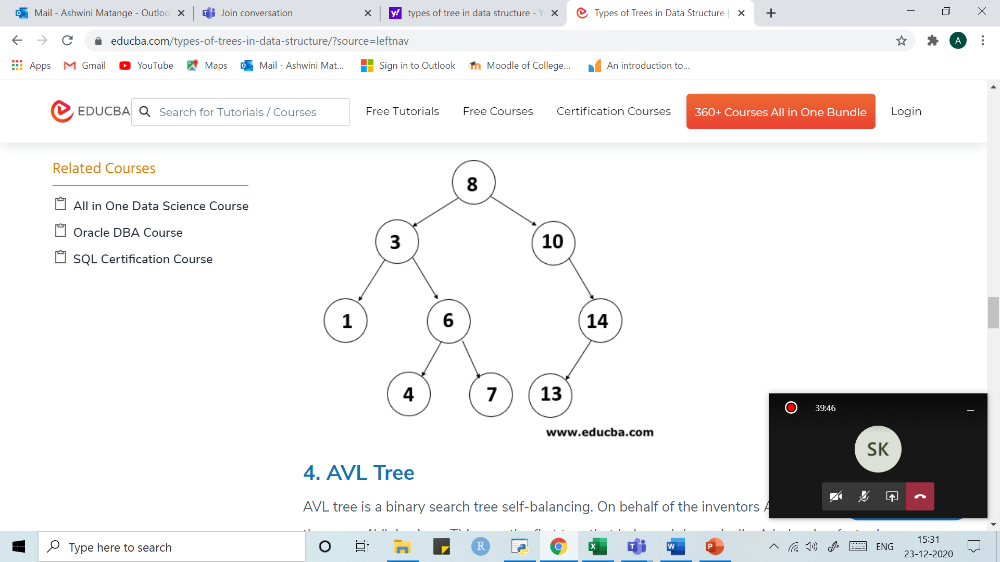 Mail - Ashwini Matange - Outloo
Join conversation
types of tree in data structure - Y
Types of Trees in Data Structure |
educba.com/types-of-trees-in-data-structure/?source=leftnav
A
Apps
Gmail
YouTube
Maps
Mail - Ashwini Mat...
Sign in to Outlook
Moodle of College...
An introduction to...
EDUCBA
Search for Tutorials / Courses
Free Tutorials
Free Courses
Certification Courses
360+ Courses All in One Bundle
Login
Related Courses
All in One Data Science Course
Oracle DBA Course
SQL Certification Course
8
3
10
1
6
14
4
7
13
www.educba.com
39:46
SK
4. AVL Tree
AVL tree is a binary search tree self-balancing. On behalf of the inventors A
Type here to search
ENG
15:31
23-12-2020